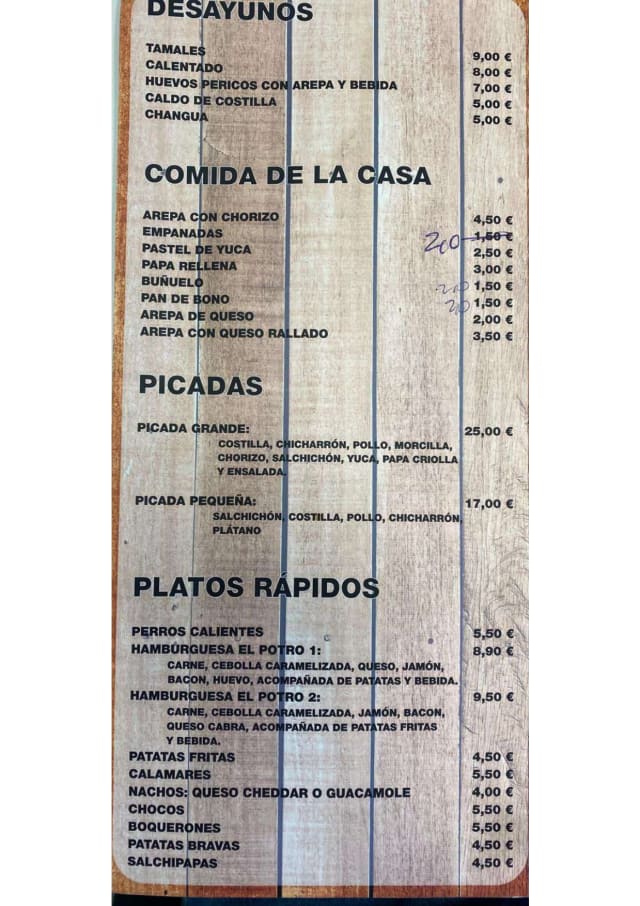 DESAYUNOS
TAMALES 9,00 €
CALENTADO 8,00 €
HUEVOS PERICOS CON AREPA Y BEBIDA 7,00 €
CALDO DE COSTILLA 5,00 €
CHANGUA 5,00 €
COMIDA DE LA CASA
AREPA CON CHORIZO 4,50 €
EMPANADAS 200 1,50 €
PASTEL DE YUCA 2,50 €
PAPA RELLENA 3,00 €
BUÑUELO 1,50 €
PAN DE BONO 1,50 €
AREPA DE QUESO 2,00 €
AREPA CON QUESO RALLADO 3,50 €
PICADAS
PICADA GRANDE: 25,00 €
COSTILLA, CHICHARRÓN, POLLO, MORCILLA,
CHORIZO, SALCHICHÓN, YUCA, PAPA CRIOLLA
Y ENSALADA.
PICADA PEQUEÑA: 17,00 €
SALCHICHÓN, COSTILLA, POLLO, CHICHARRÓN,
PLÁTANO
PLATOS RÁPIDOS
PERROS CALIENTES 5,50 €
HAMBÚRGUESA EL POTRO 1: 8,90 €
CARNE, CEBOLLA CARAMELIZADA, QUESO, JAMÓN,
BACON, HUEVO, ACOMPAÑADA DE PATATAS Y BEBIDA.
HAMBURGUESA EL POTRO 2: 9,50 €
CARNE, CEBOLLA CARAMELIZADA, JAMÓN, BACON,
QUESO CABRA, ACOMPAÑADA DE PATATAS FRITAS
Y BEBIDA.
PATATAS FRITAS 4,50 €
CALAMARES 5,50 €
NACHOS: QUESO CHEDDAR O GUACAMOLE 4,00 €
CHOCOS 5,50 €
BOQUERONES 5,50 €
PATATAS BRAVAS 4,50 €
SALCHIPAPAS 4,50 €